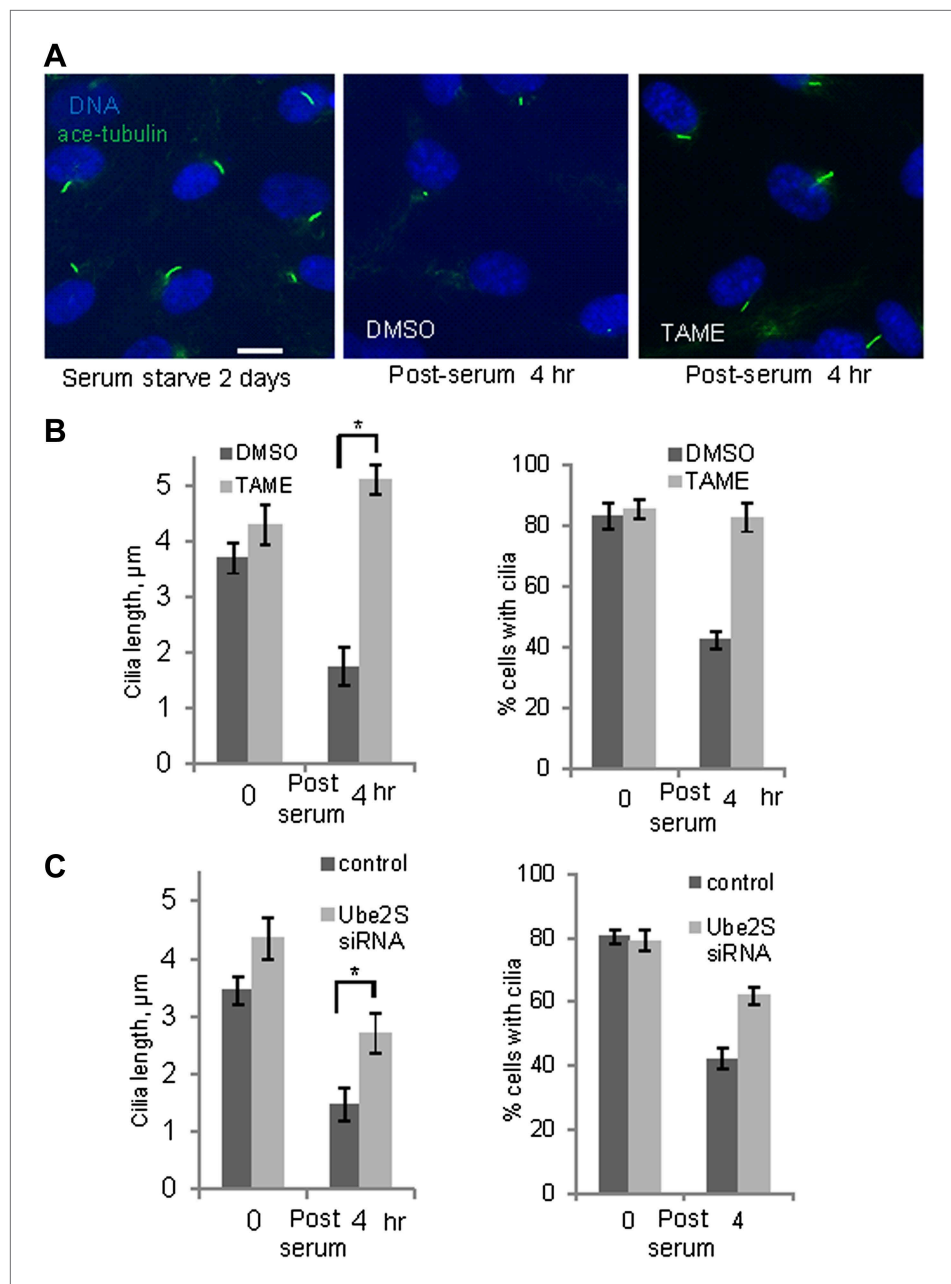 A
DNA
ace-tubulin
DMSO
TAME
Serum starve 2 days
Post-serum 4 hr
Post-serum 4 hr
B
DMSO
TAME
Cilia length, µm
5
4
3
2
1
0
0 Post serum 4 hr
*
DMSO
TAME
% cells with cilia
100
80
60
40
20
0
0 Post serum 4 hr
C
control
Ube2S
siRNA
Cilia length, µm
5
4
3
2
1
0
0 Post serum 4 hr
*
control
Ube2S
siRNA
% cells with cilia
100
80
60
40
20
0
0 Post serum 4